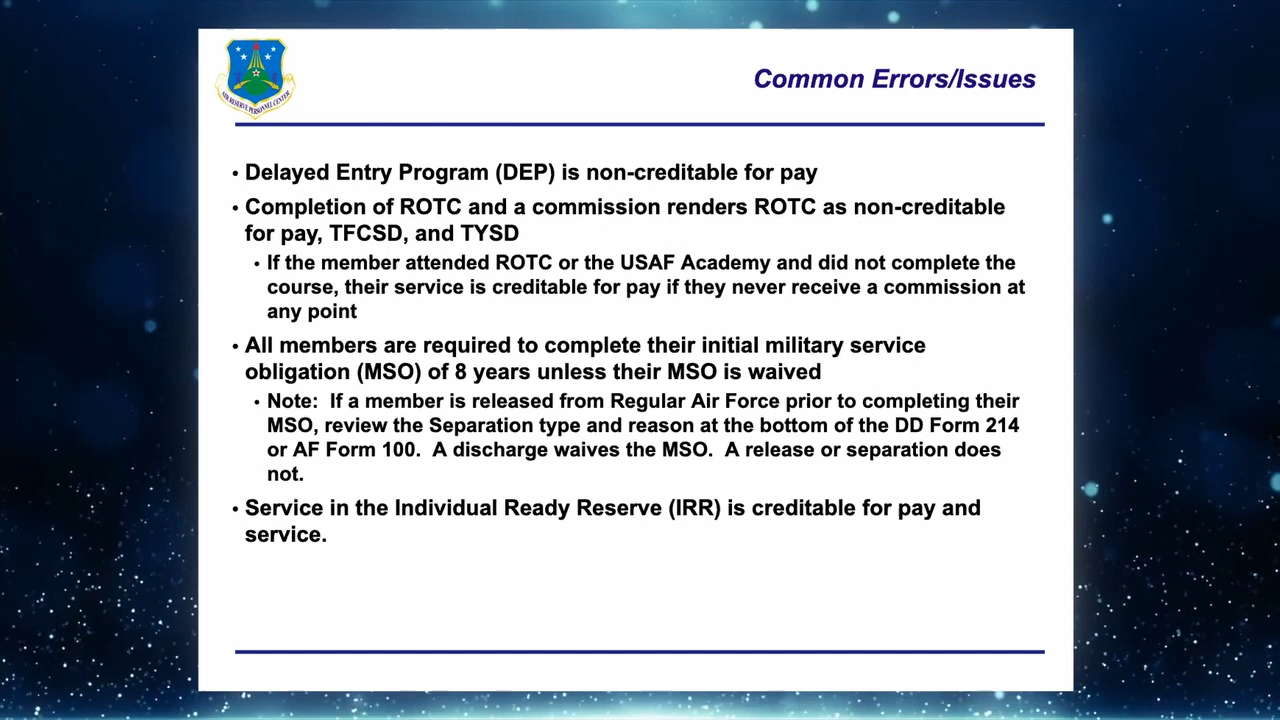 AIR RESERVE PERSONNEL CENTER
Common Errors/Issues
• Delayed Entry Program (DEP) is non-creditable for pay
• Completion of ROTC and a commission renders ROTC as non-creditable
for pay, TFCSD, and TYSD
• If the member attended ROTC or the USAF Academy and did not complete the
course, their service is creditable for pay if they never receive a commission at
any point
• All members are required to complete their initial military service
obligation (MSO) of 8 years unless their MSO is waived
• Note:  If a member is released from Regular Air Force prior to completing their
MSO, review the Separation type and reason at the bottom of the DD Form 214
or AF Form 100.  A discharge waives the MSO.  A release or separation does
not.
• Service in the Individual Ready Reserve (IRR) is creditable for pay and
service.